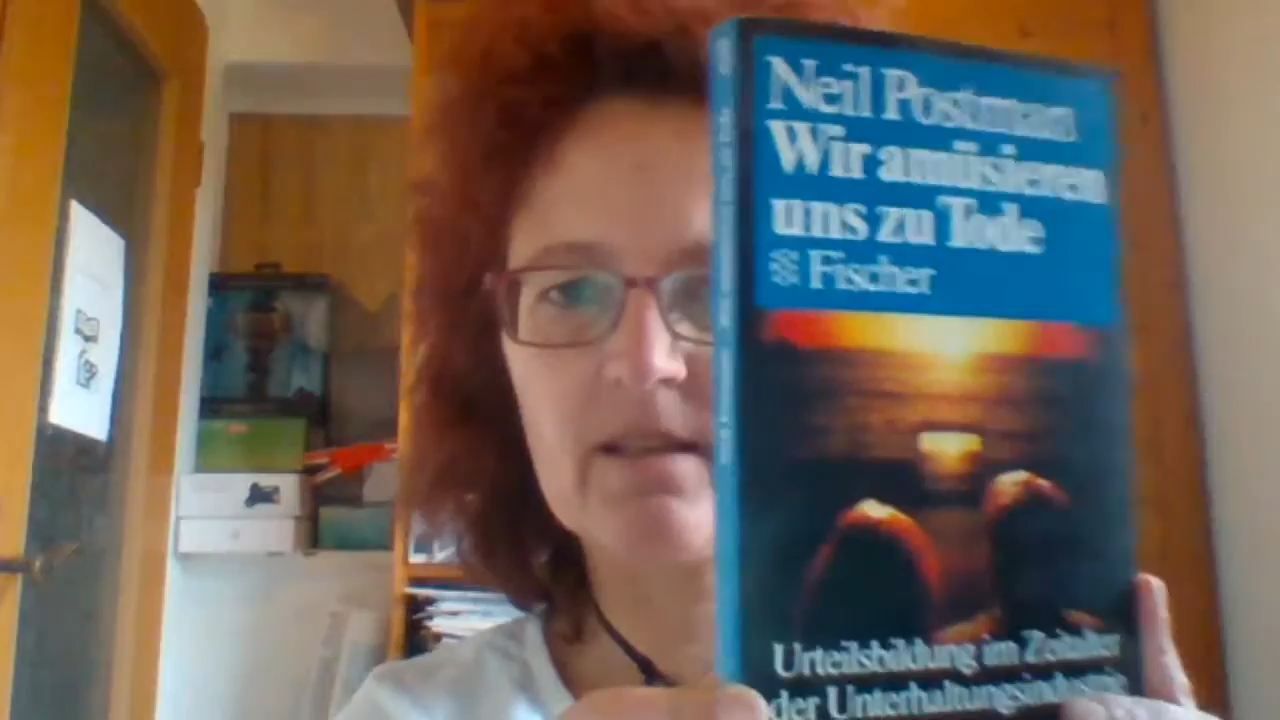 Neil Postman
Wir amüsieren
uns zu Tode
Fischer
Urteilsbildung im Zeitalter
der Unterhaltungsindustrie